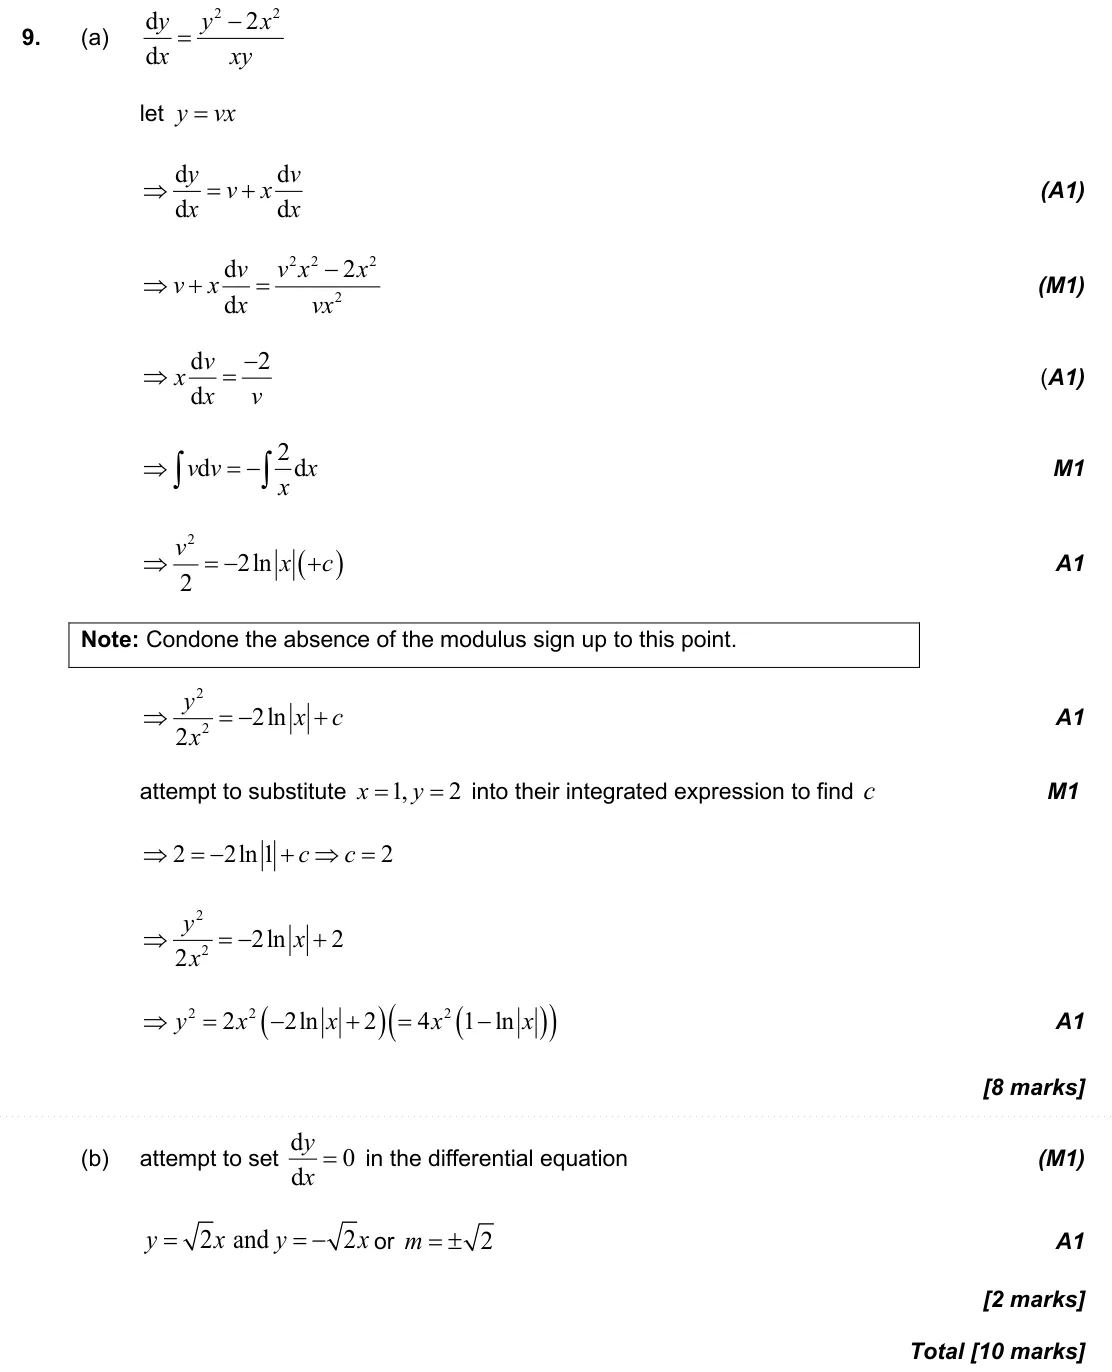 9. (a) dy/dx = (y² − 2x²)/xy
let y = vx
⇒ dy/dx = v + x dv/dx (A1)
⇒ v + x dv/dx = (v²x² − 2x²)/vx² (M1)
⇒ x dv/dx = −2/v (A1)
⇒ ∫vdv = −∫2/x dx M1
⇒ v²/2 = −2ln|x|(+c) A1
Note: Condone the absence of the modulus sign up to this point.
⇒ y²/2x² = −2ln|x| + c A1
attempt to substitute x = 1, y = 2 into their integrated expression to find c M1
⇒ 2 = −2ln|1| + c ⇒ c = 2
⇒ y²/2x² = −2ln|x| + 2
⇒ y² = 2x²(−2ln|x| + 2)(= 4x²(1 − ln|x|)) A1
[8 marks]
(b) attempt to set dy/dx = 0 in the differential equation (M1)
y = √2x and y = −√2x or m = ±√2 A1
[2 marks]
Total [10 marks]